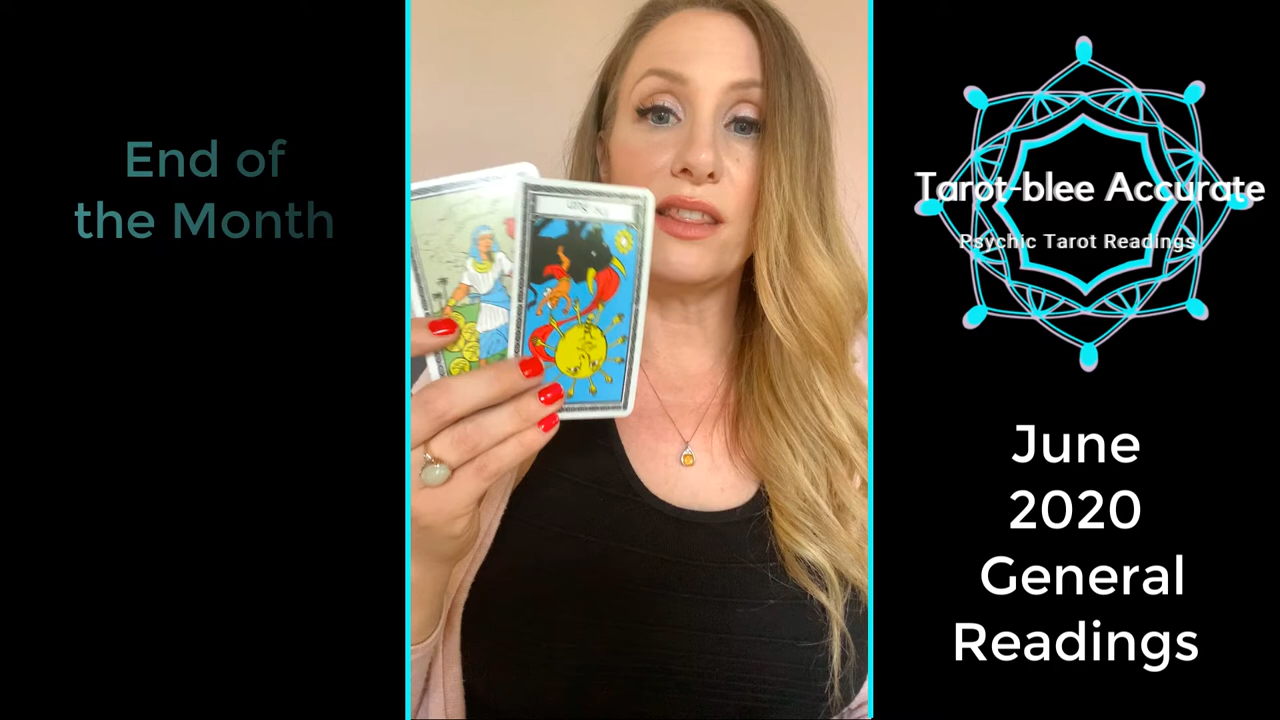 End of
the Month
Tarot-blee Accurate
Psychic Tarot Readings
June
2020
General
Readings